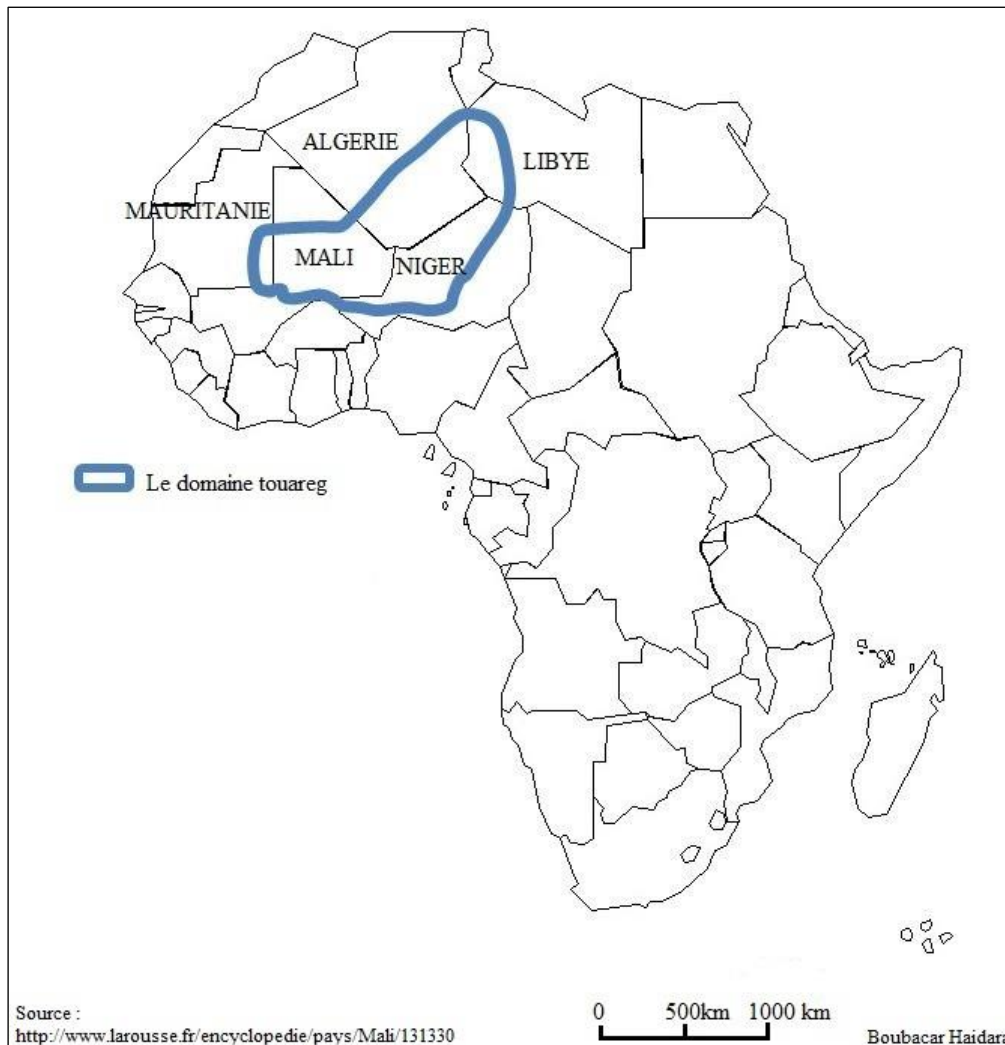 ALGERIE
LIBYE
MAURITANIE
MALI
NIGER
Le domaine touareg
Source :
http://www.larousse.fr/encyclopedie/pays/Mali/131330
0 500km 1000 km
Boubacar Haidara